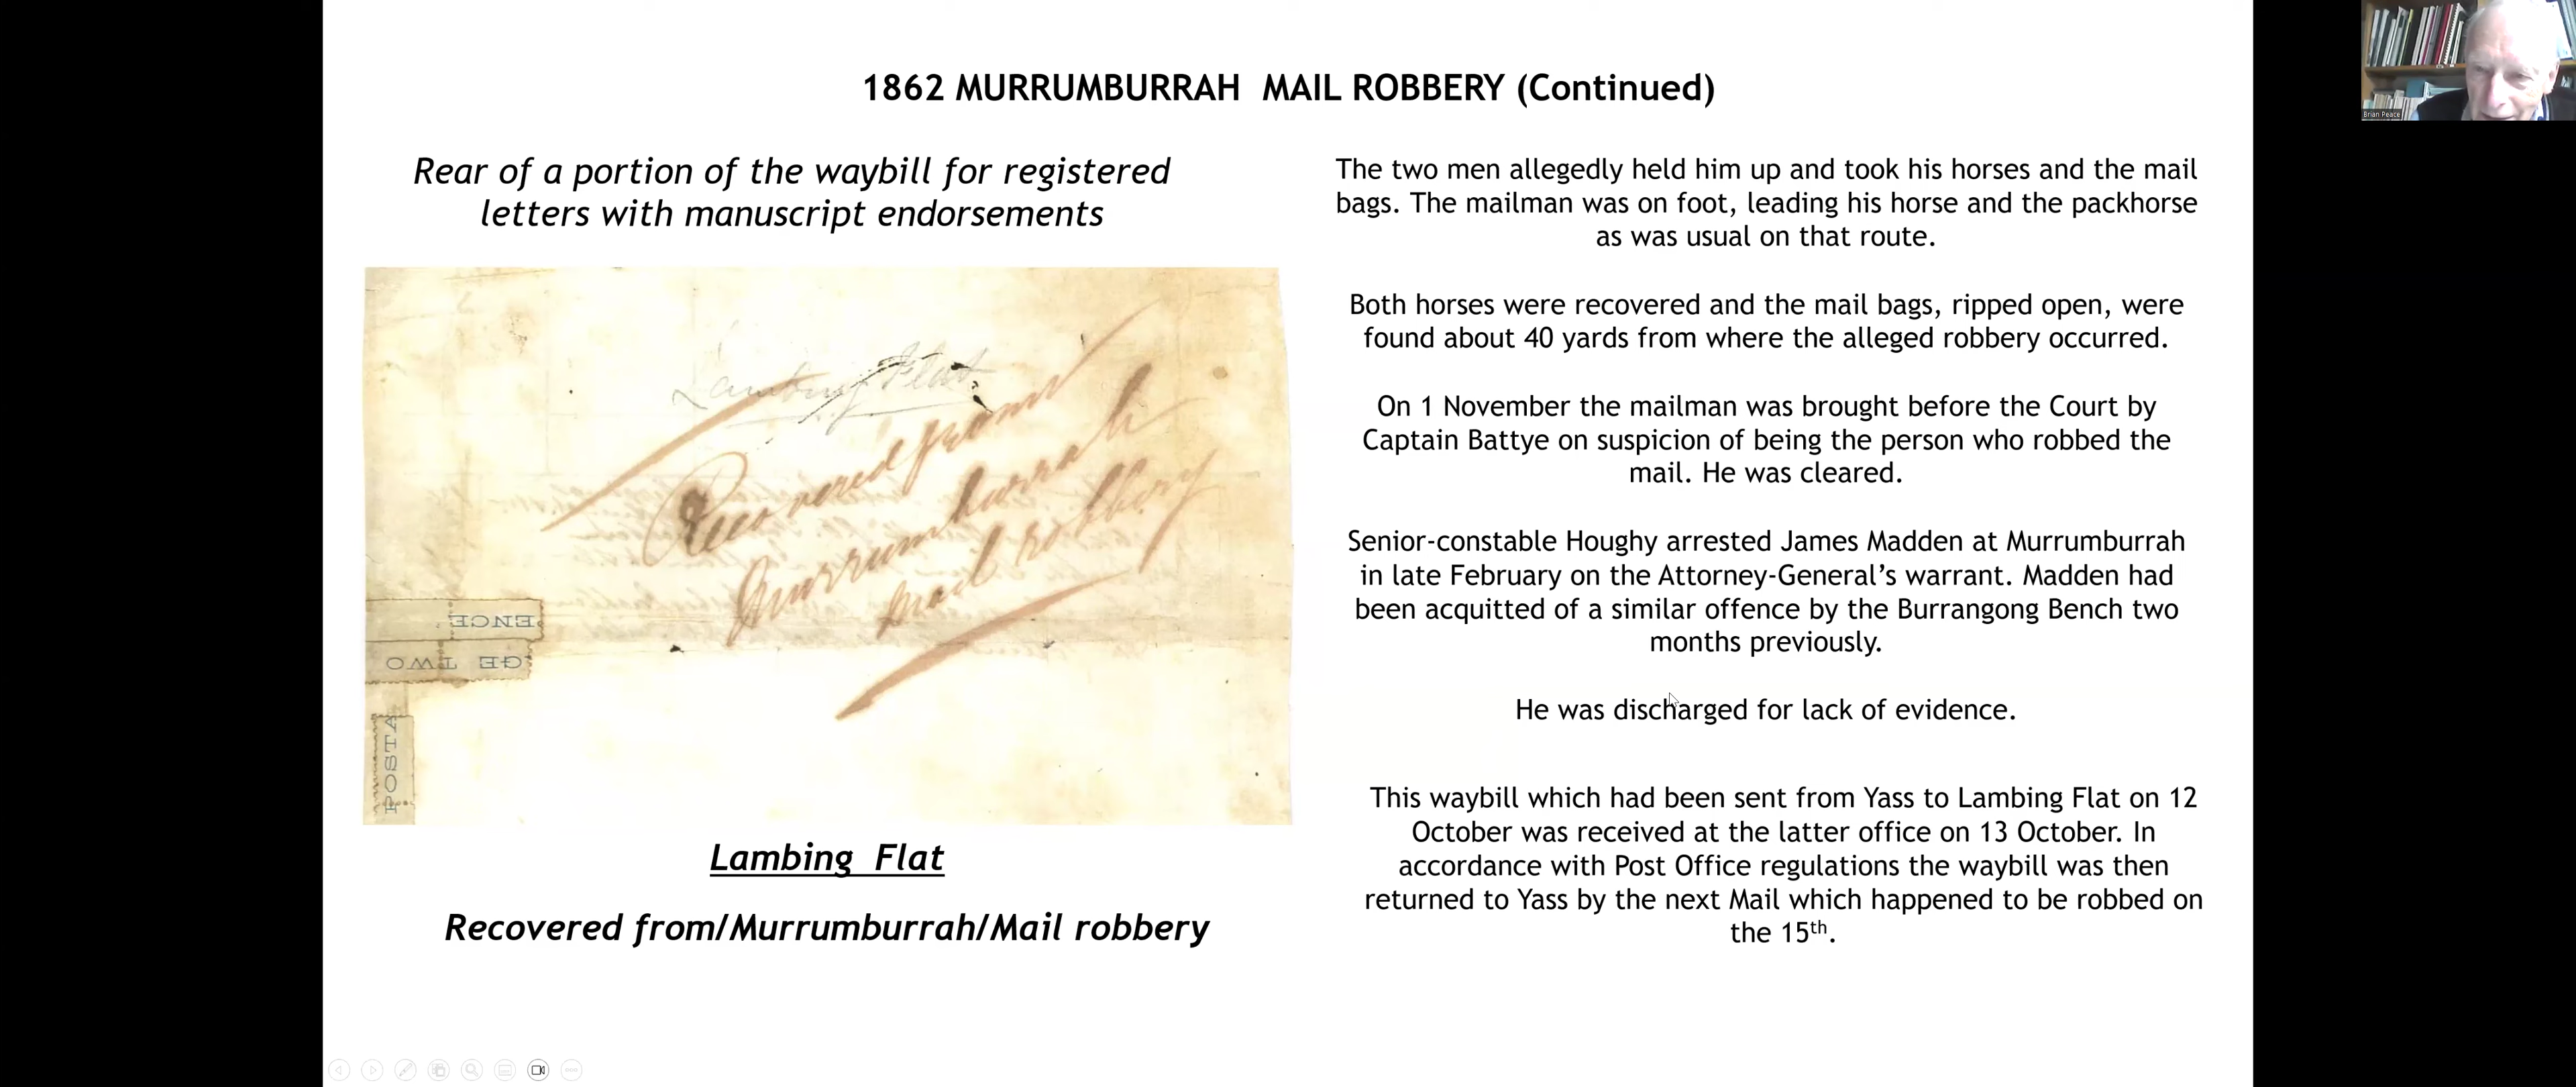 1862 MURRUMBURRAH MAIL ROBBERY (Continued)
Brian Peace
Rear of a portion of the waybill for registered
letters with manuscript endorsements
Lambing Flat
Recovered from
Murrumburrah
Mail robbery
ENCE
GE TWO
POSTA
Lambing Flat
Recovered from/Murrumburrah/Mail robbery
The two men allegedly held him up and took his horses and the mail
bags. The mailman was on foot, leading his horse and the packhorse
as was usual on that route.
Both horses were recovered and the mail bags, ripped open, were
found about 40 yards from where the alleged robbery occurred.
On 1 November the mailman was brought before the Court by
Captain Battye on suspicion of being the person who robbed the
mail. He was cleared.
Senior-constable Houghy arrested James Madden at Murrumburrah
in late February on the Attorney-General’s warrant. Madden had
been acquitted of a similar offence by the Burrangong Bench two
months previously.
He was discharged for lack of evidence.
This waybill which had been sent from Yass to Lambing Flat on 12
October was received at the latter office on 13 October. In
accordance with Post Office regulations the waybill was then
returned to Yass by the next Mail which happened to be robbed on
the 15th.